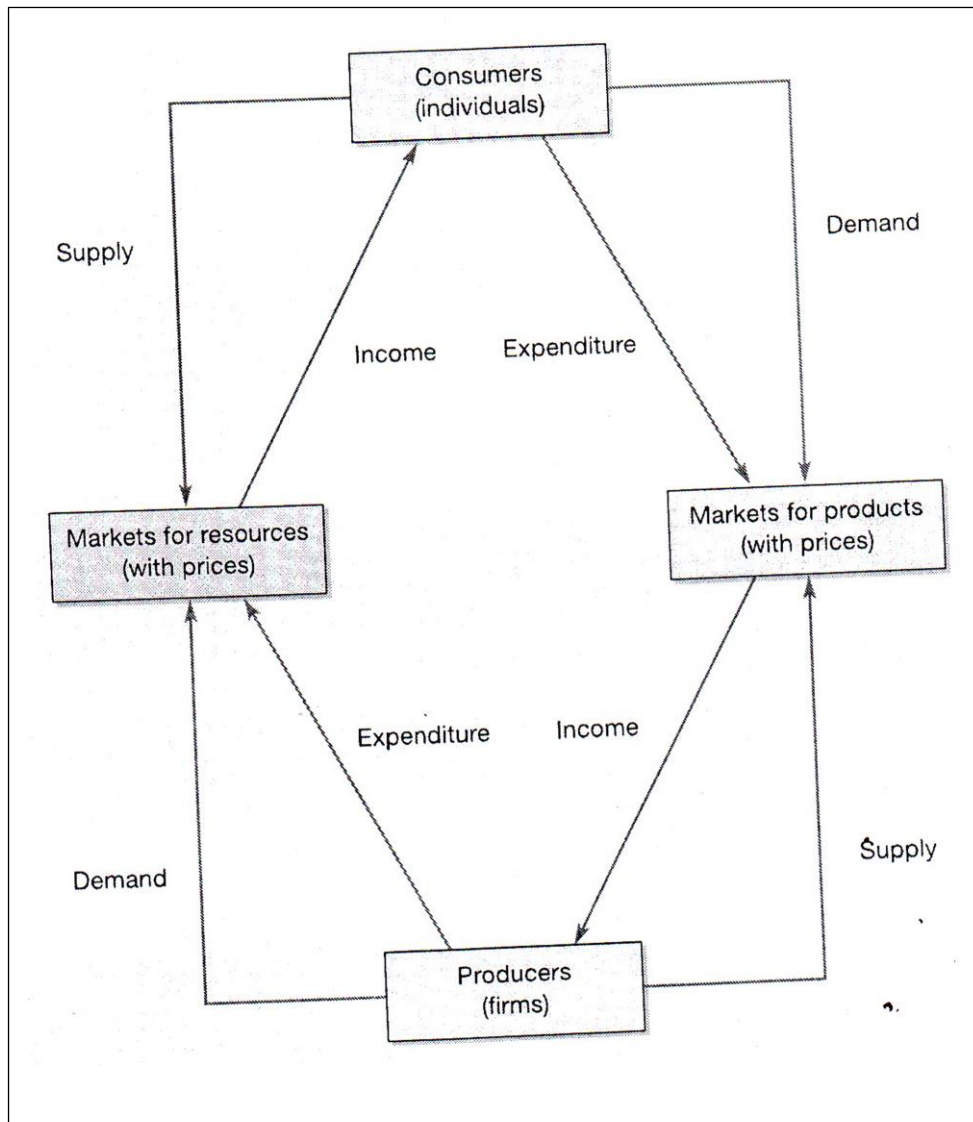 Consumers
(individuals)
Supply
Demand
Income
Expenditure
Markets for resources
(with prices)
Markets for products
(with prices)
Expenditure
Income
Demand
Supply
Producers
(firms)